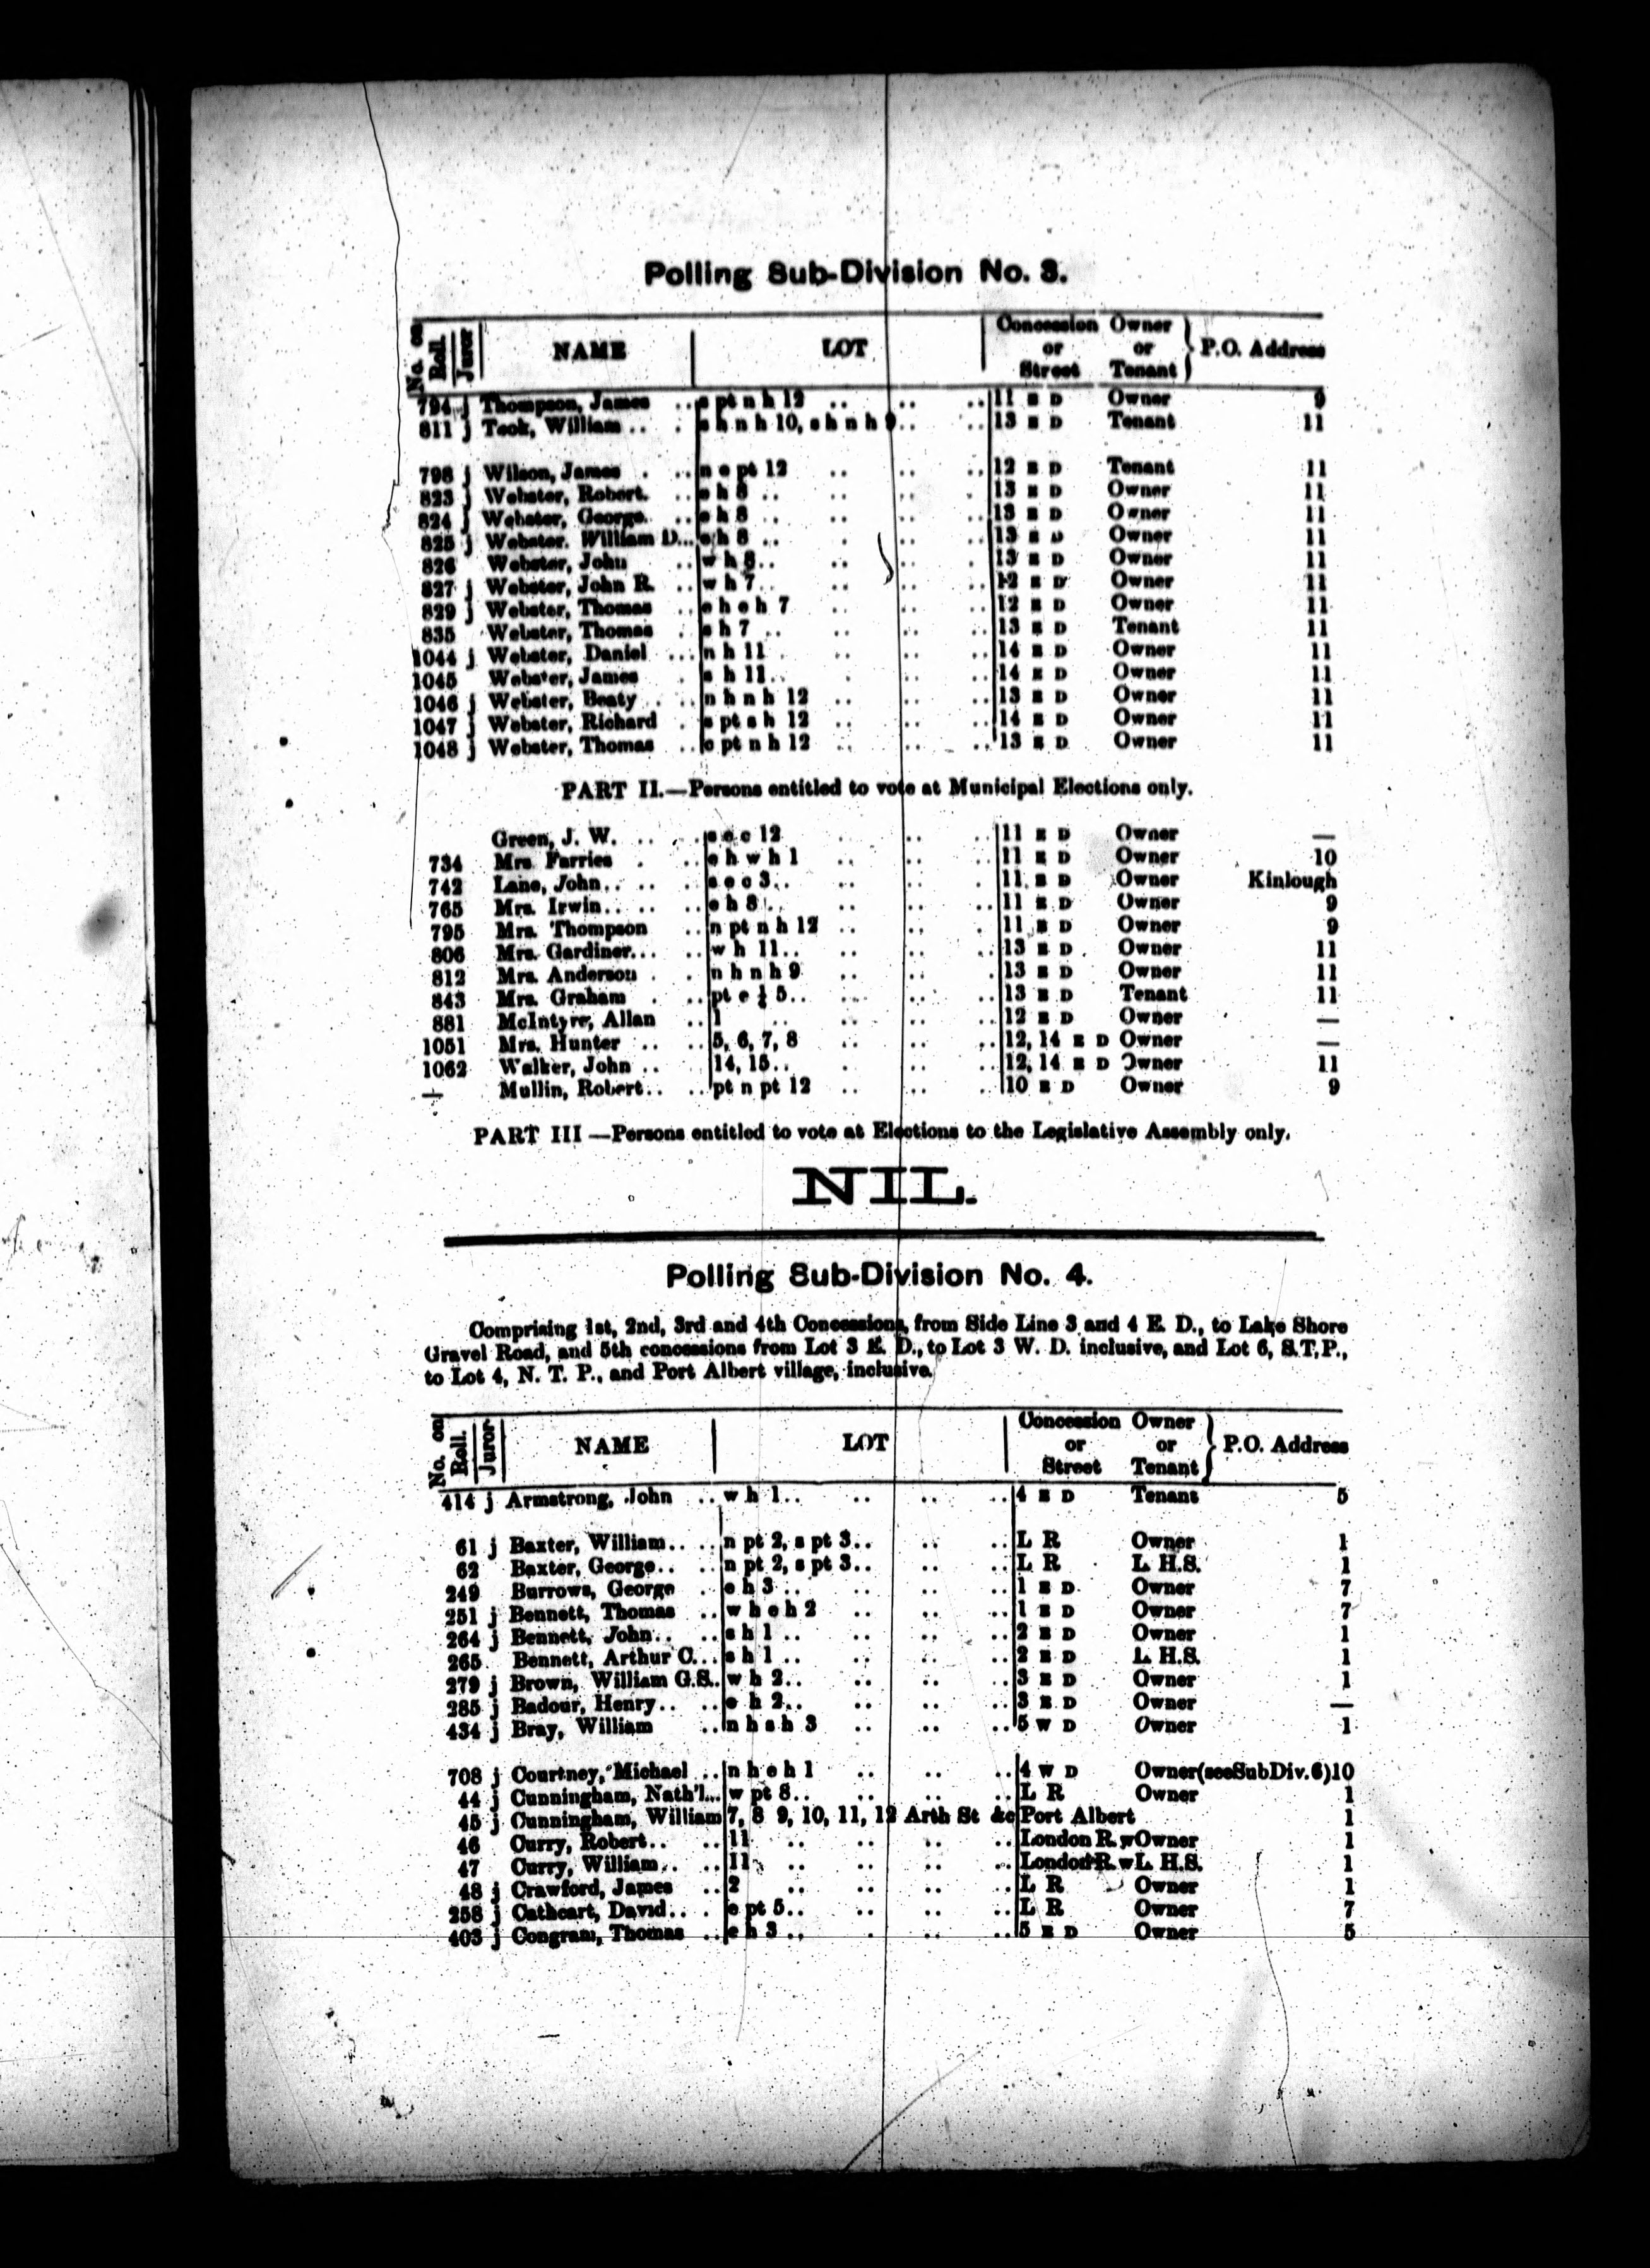 Polling Sub-Division No. 3.
No. on Roll. Juror NAME LOT Concession or Street Owner or Tenant P.O. Address
794 j Thompson, James .. s pt n h 12 .. .. .. 11 E D Owner 9
811 j Teok, William .. . s h n h 10, s h n h 9 .. .. 13 E D Tenant 11
798 j Wilson, James . .. n e pt 12 .. .. .. 12 E D Tenant 11
823 j Webster, Robert. .. e h 8 .. .. .. . 13 E D Owner 11
824 j Webster, George. .. e h 8 .. .. .. .. 13 E D Owner 11
825 j Webster. William D... e h 8 .. . .. .. 13 E D Owner 11
826 Webster, John .. w h 8.. .. .. . 13 E D Owner 11
827 j Webster, John R. .. w h 7.. .. .. .. 12 E D Owner 11
829 j Webster, Thomas .. e h e h 7 .. .. .. 12 E D Owner 11
835 Webster, Thomas . s h 7 .. .. .. .. 13 E D Tenant 11
1044 j Webster, Daniel ... n h 11 . .. .. .. 14 E D Owner 11
1045 Webster, James . s h 11.. . .. .. 14 E D Owner 11
1046 j Webster, Beaty . .. n h n h 12 .. .. .. 13 E D Owner 11
1047 j Webster, Richard . s pt s h 12 .. .. .. 14 E D Owner 11
1048 j Webster, Thomas .. c pt n h 12 .. .. .. 13 E D Owner 11
PART II.—Persons entitled to vote at Municipal Elections only.
Green, J. W. .. .. s e c 12 .. .. .. 11 E D Owner —
734 Mrs Farries . .. e h w h 1 .. .. .. 11 E D Owner 10
742 Lane, John.. .. .. s e c 3.. .. .. . 11 E D Owner Kinlough
765 Mrs. Irwin.. .. .. e h 8 .. .. .. .. 11 E D Owner 9
795 Mrs. Thompson .. n pt n h 12 .. .. . 11 E D Owner 9
806 Mrs. Gardiner... .. w h 11.. .. .. .. 13 E D Owner 11
812 Mrs. Anderson . . n h n h 9 .. .. . 13 E D Owner 11
843 Mrs. Graham . .. pt e ½ 5.. .. .. .. 13 E D Tenant 11
881 McIntyre, Allan .. 1 .. .. .. .. 12 E D Owner —
1051 Mrs. Hunter .. .. 5, 6, 7, 8 .. .. .. 12, 14 E D Owner —
1062 Walker, John .. 14, 15.. . .. .. 12, 14 E D Owner 11
— Mullin, Robert.. .. pt n pt 12 .. .. .. 10 E D Owner 9
PART III —Persons entitled to vote at Elections to the Legislative Assembly only.
NIL.
Polling Sub-Division No. 4.
Comprising 1st, 2nd, 3rd and 4th Concessions, from Side Line 3 and 4 E. D., to Lake Shore
Gravel Road, and 5th concessions from Lot 3 E. D., to Lot 3 W. D. inclusive, and Lot 6, S.T.P.,
to Lot 4, N. T. P., and Port Albert village, inclusive.
No. on Roll. Juror NAME LOT Concession or Street Owner or Tenant P.O. Address
414 j Armstrong, John .. w h 1.. .. .. .. 4 E D Tenant 5
61 j Baxter, William.. .. n pt 2, s pt 3.. .. .. L R Owner 1
62 Baxter, George.. .. n pt 2, s pt 3.. .. .. L R L. H.S. 1
249 Burrows, George .. e h 3 .. .. .. .. 1 E D Owner 7
251 j Bennett, Thomas .. w h e h 2 .. .. .. 1 E D Owner 7
264 j Bennett, John.. .. s h 1 .. .. .. .. 2 E D Owner 1
265 Bennett, Arthur C... s h 1 .. .. .. .. 2 E D L. H.S. 1
279 j Brown, William G.S.. w h 2.. .. .. .. 3 E D Owner 1
285 j Badour, Henry.. .. e h 2.. .. .. .. 3 E D Owner —
434 j Bray, William .. n h s h 3 .. .. .. 5 W D Owner 1
708 j Courtney, Michael .. n h e h 1 .. .. .. 4 W D Owner(seeSubDiv.6)10
44 j Cunningham, Nath'l... w pt 8.. .. .. .. L R Owner 1
45 j Cunningham, William 7, 8 9, 10, 11, 12 Arth St &c Port Albert 1
46 Curry, Robert.. .. 11 .. .. .. .. London R. w Owner 1
47 Curry, William.. .. 11 .. .. .. .. London R. w L. H.S. 1
48 j Crawford, James .. 2 .. .. .. .. L R Owner 1
258 j Cathcart, David.. . e pt 5.. .. .. .. L R Owner 7
403 j Congram, Thomas .. e h 3 .. . .. .. 5 E D Owner 5